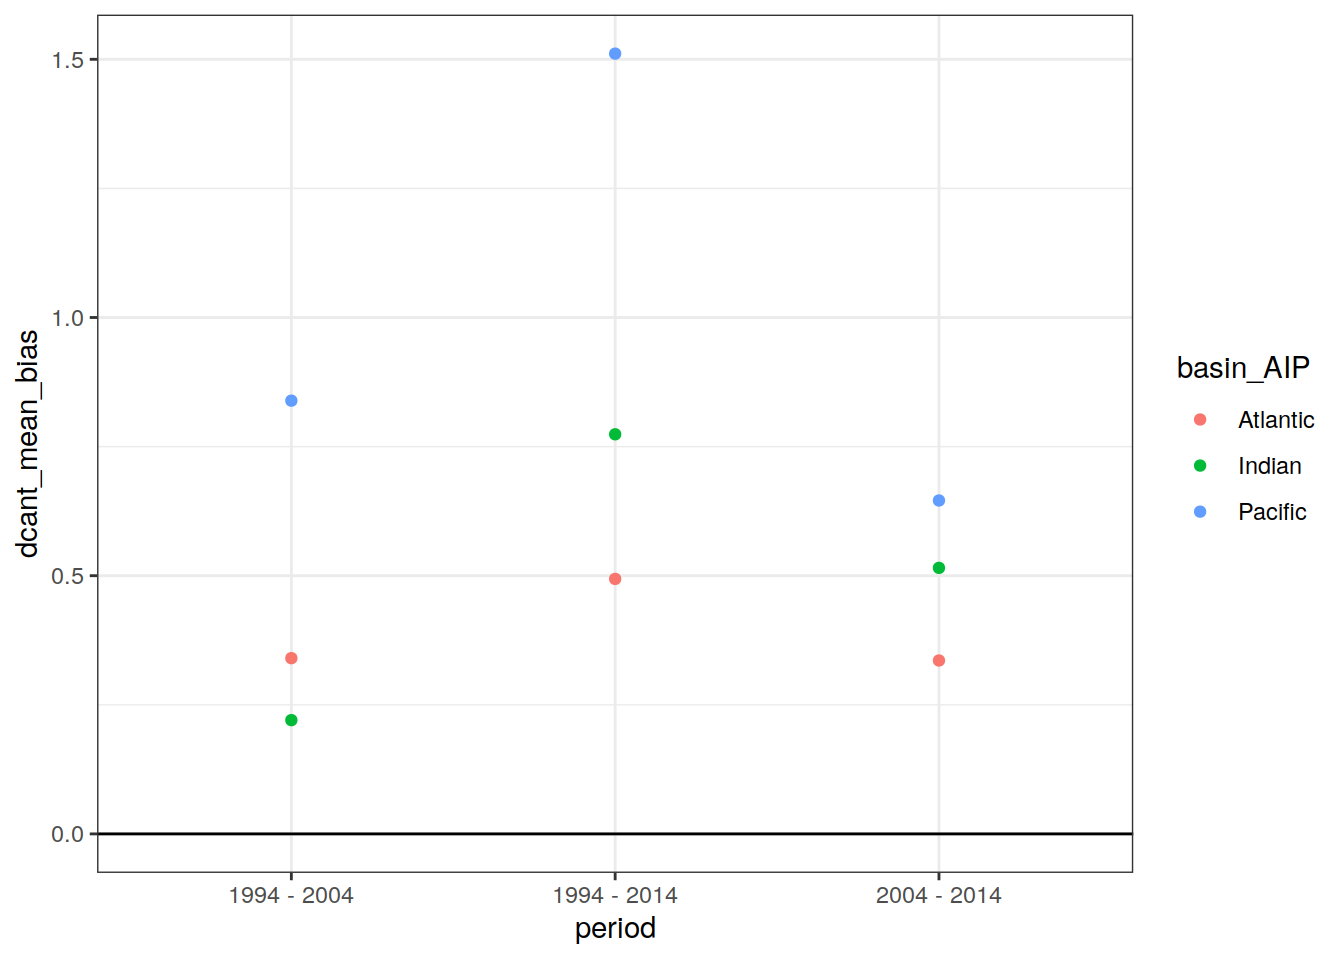 dcant_mean_bias
1.5
1.0
0.5
0.0
1994 - 2004
1994 - 2014
2004 - 2014
period
basin_AIP
Atlantic
Indian
Pacific